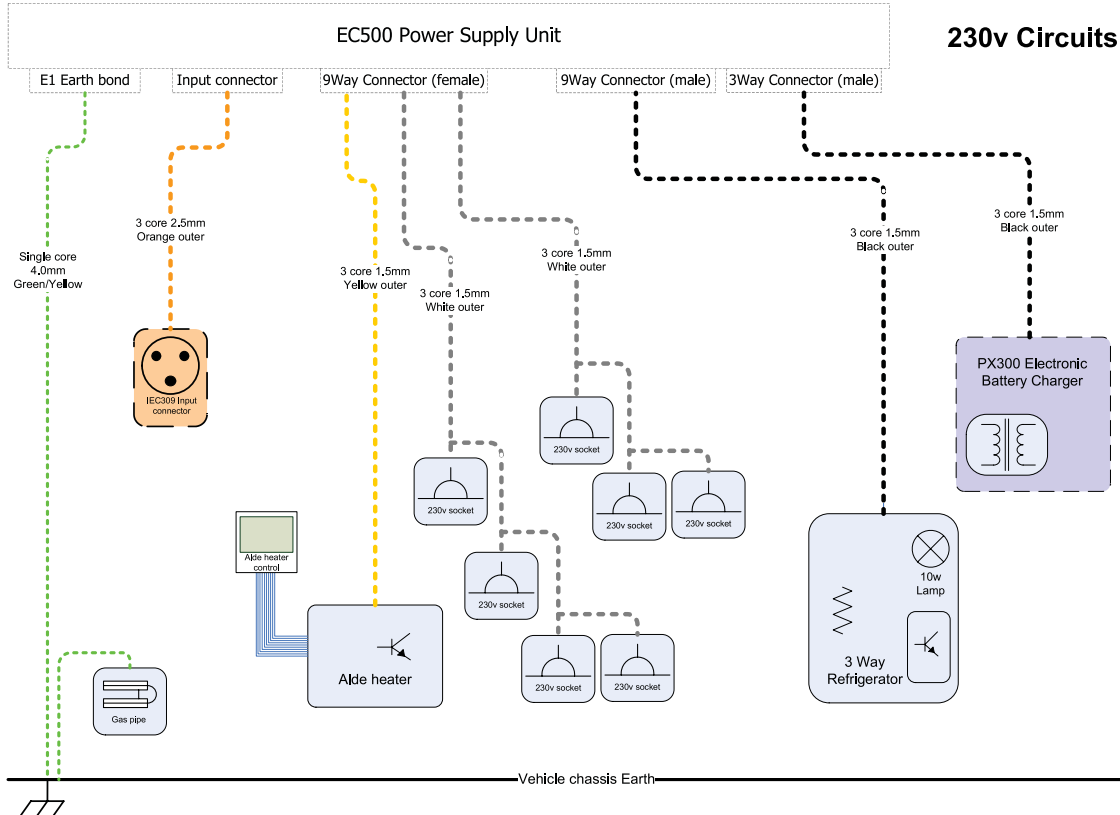 EC500 Power Supply Unit
230v Circuits
E1 Earth bond
Input connector
9Way Connector (female)
9Way Connector (male)
3Way Connector (male)
3 core 2.5mm
Orange outer
Single core
4.0mm
Green/Yellow
3 core 1.5mm
Yellow outer
3 core 1.5mm
White outer
3 core 1.5mm
White outer
3 core 1.5mm
Black outer
3 core 1.5mm
Black outer
IEC309 Input
connector
PX300 Electronic
Battery Charger
230v socket
230v socket
230v socket
230v socket
230v socket
230v socket
230v socket
Alde heater
control
Alde heater
10w
Lamp
3 Way
Refrigerator
Gas pipe
Vehicle chassis Earth